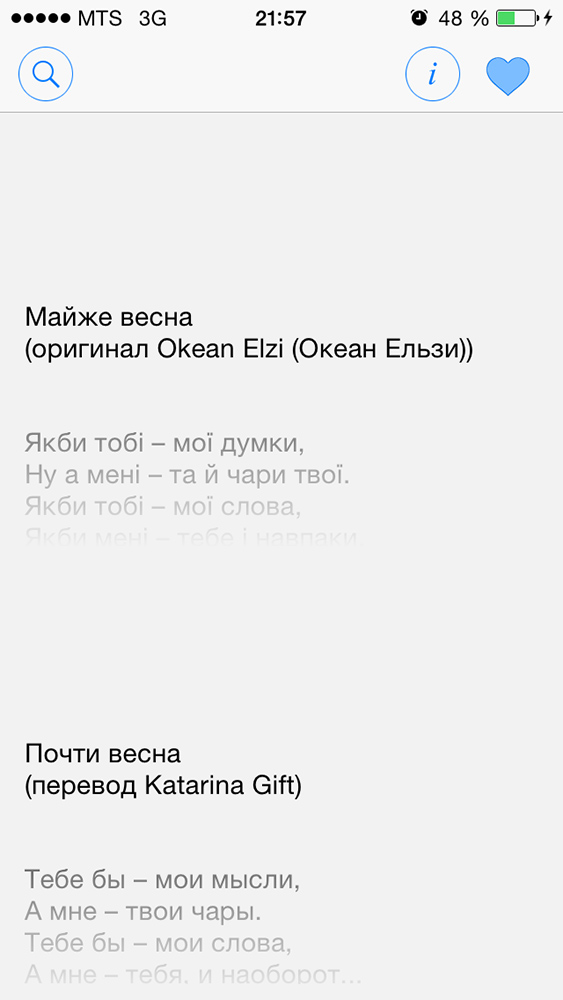 MTS 3G 21:57 48 %
i
Майже весна
(оригинал Okean Elzi (Океан Ельзи))
Якби тобі – мої думки,
Ну а мені – та й чари твої.
Якби тобі – мої слова,
Якби мені – тебе і навпаки.
Почти весна
(перевод Katarina Gift)
Тебе бы – мои мысли,
А мне – твои чары.
Тебе бы – мои слова,
А мне – тебя, и наоборот...